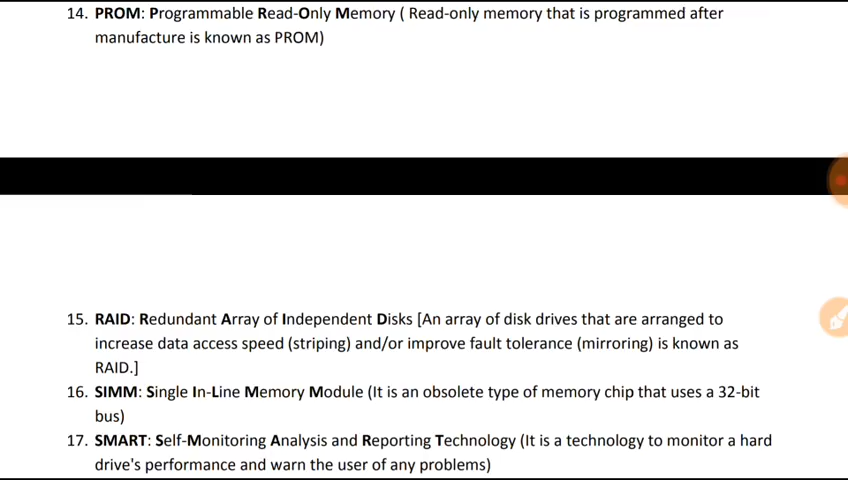 14. PROM: Programmable Read-Only Memory ( Read-only memory that is programmed after
manufacture is known as PROM)
15. RAID: Redundant Array of Independent Disks [An array of disk drives that are arranged to
increase data access speed (striping) and/or improve fault tolerance (mirroring) is known as
RAID.]
16. SIMM: Single In-Line Memory Module (It is an obsolete type of memory chip that uses a 32-bit
bus)
17. SMART: Self-Monitoring Analysis and Reporting Technology (It is a technology to monitor a hard
drive's performance and warn the user of any problems)